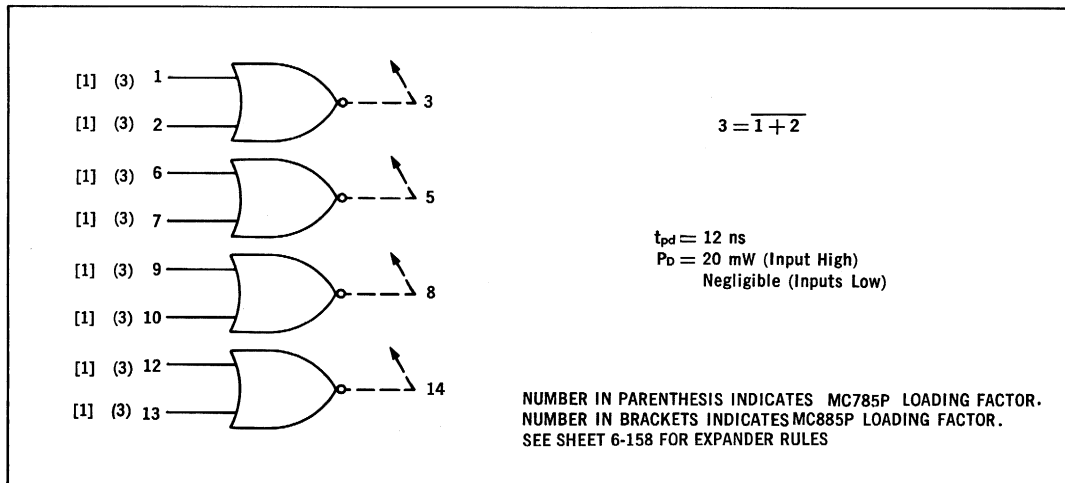 [1] (3) 1
3
[1] (3) 2
3 = \overline{1 + 2}
[1] (3) 6
5
[1] (3) 7
tpd = 12 ns
PD = 20 mW (Input High)
Negligible (Inputs Low)
[1] (3) 9
8
[1] (3) 10
[1] (3) 12
14
[1] (3) 13
NUMBER IN PARENTHESIS INDICATES MC785P LOADING FACTOR.
NUMBER IN BRACKETS INDICATES MC885P LOADING FACTOR.
SEE SHEET 6-158 FOR EXPANDER RULES